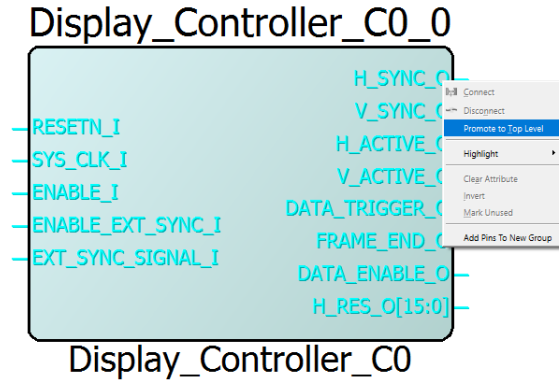 Display_Controller_C0_0
H_SYNC_O
V_SYNC_O
H_ACTIVE_O
V_ACTIVE_O
DATA_TRIGGER_O
FRAME_END_O
DATA_ENABLE_O
H_RES_O[15:0]
RESETN_I
SYS_CLK_I
ENABLE_I
ENABLE_EXT_SYNC_I
EXT_SYNC_SIGNAL_I
Display_Controller_C0
Connect
Disconnect
Promote to Top Level
Highlight
Clear Attribute
Invert
Mark Unused
Add Pins To New Group